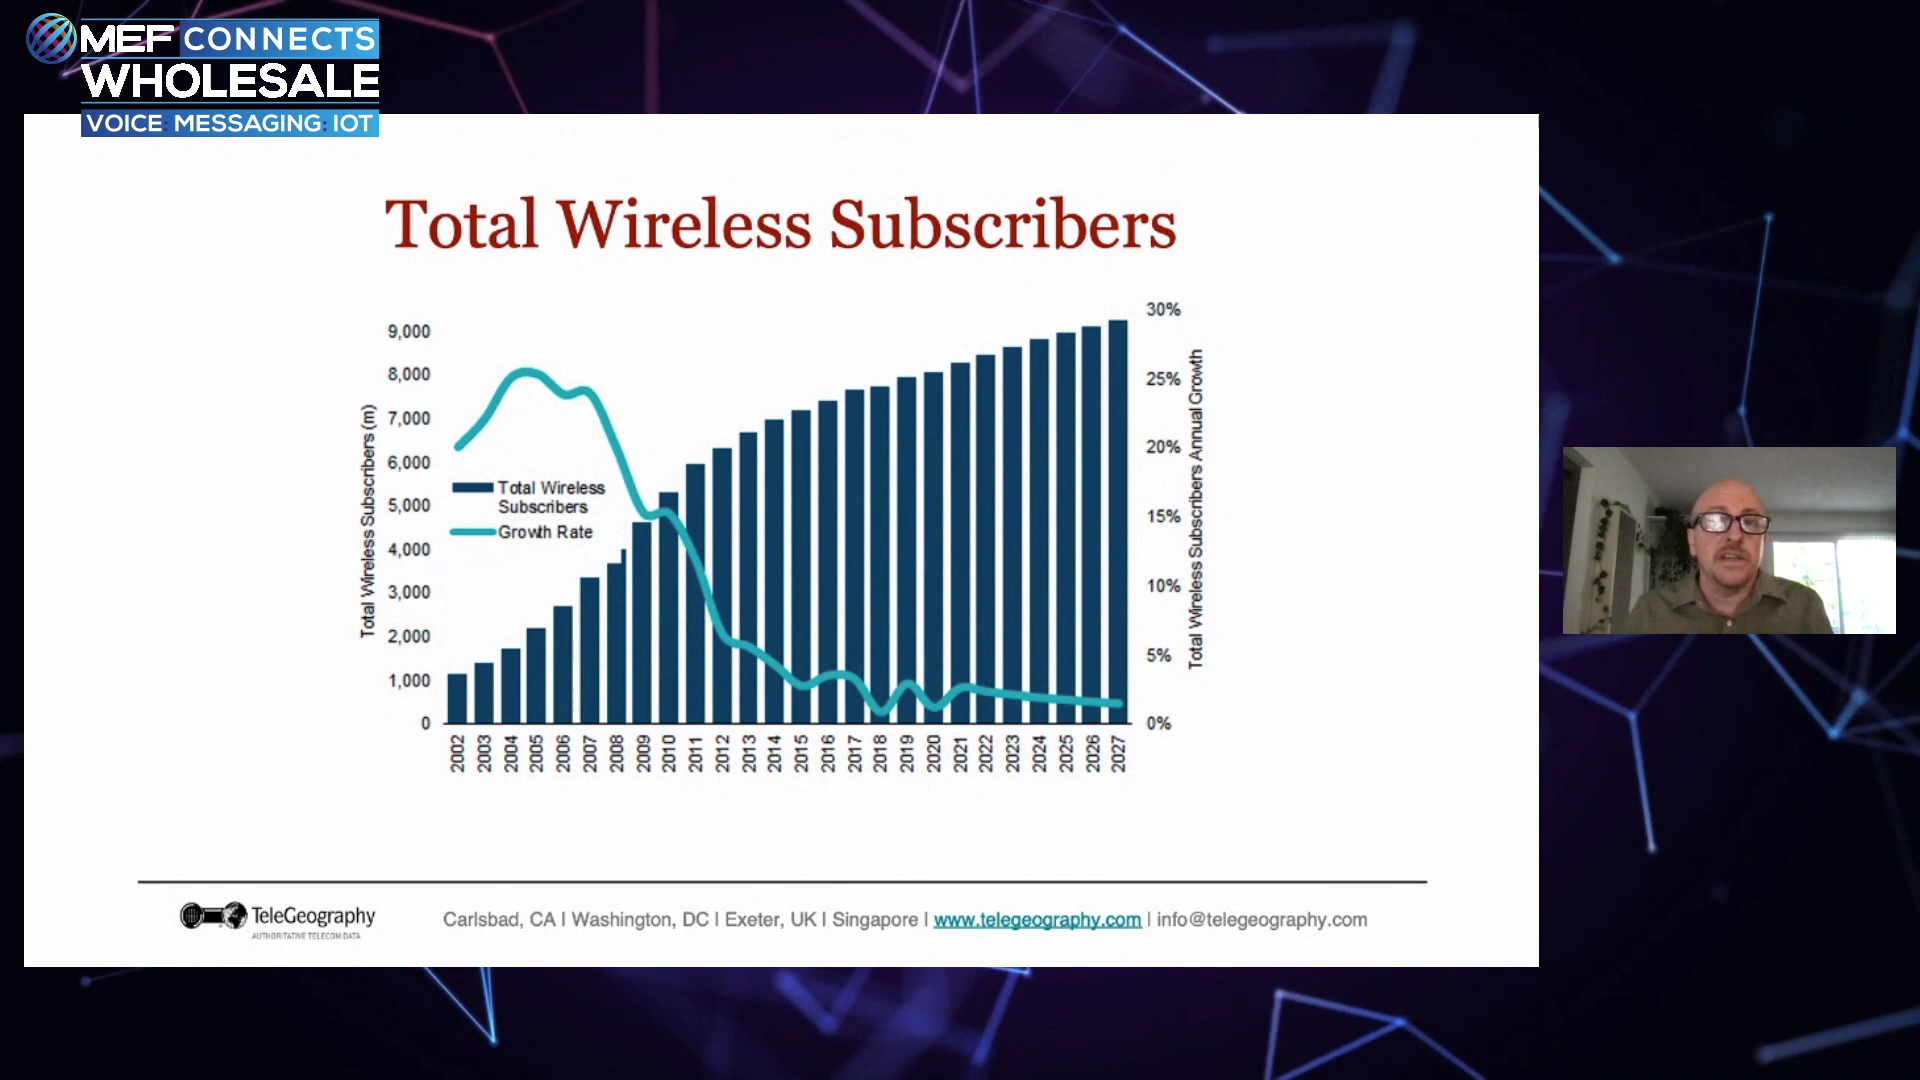 MEF CONNECTS
WHOLESALE
VOICE: MESSAGING: IOT
Total Wireless Subscribers
Total Wireless Subscribers (m)
9,000
8,000
7,000
6,000
5,000
4,000
3,000
2,000
1,000
0
Total Wireless
Subscribers
Growth Rate
30%
25%
20%
15%
10%
5%
0%
Total Wireless Subscribers Annual Growth
2002 2003 2004 2005 2006 2007 2008 2009 2010 2011 2012 2013 2014 2015 2016 2017 2018 2019 2020 2021 2022 2023 2024 2025 2026 2027
TeleGeography
AUTHORITATIVE TELECOM DATA
Carlsbad, CA I Washington, DC I Exeter, UK I Singapore I www.telegeography.com I info@telegeography.com